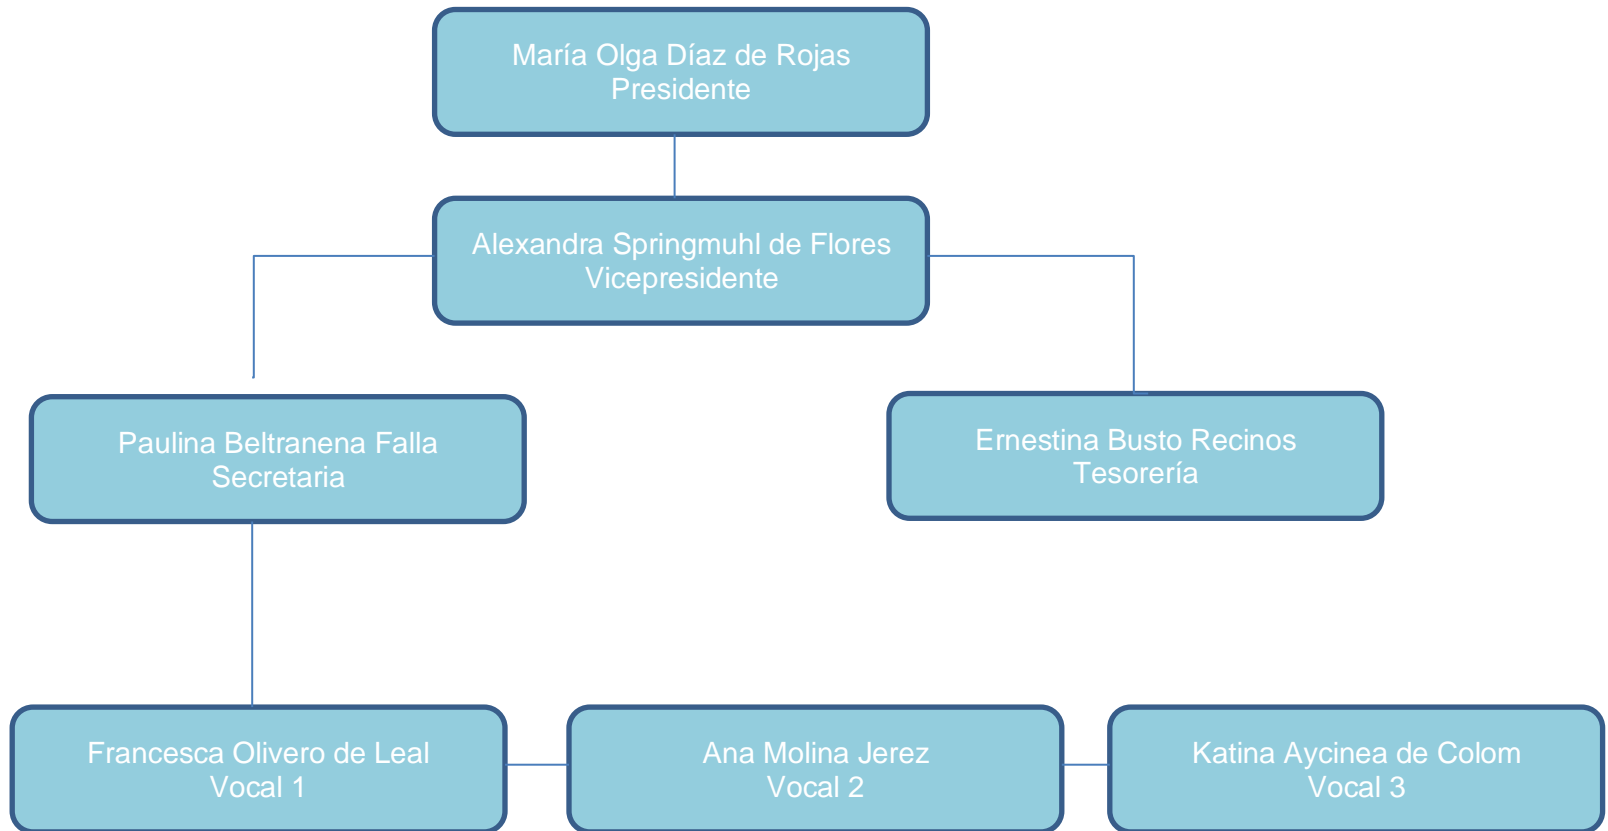 María Olga Díaz de Rojas
Presidente
Alexandra Springmuhl de Flores
Vicepresidente
Paulina Beltranena Falla
Secretaria
Ernestina Busto Recinos
Tesorería
Francesca Olivero de Leal
Vocal 1
Ana Molina Jerez
Vocal 2
Katina Aycinea de Colom
Vocal 3